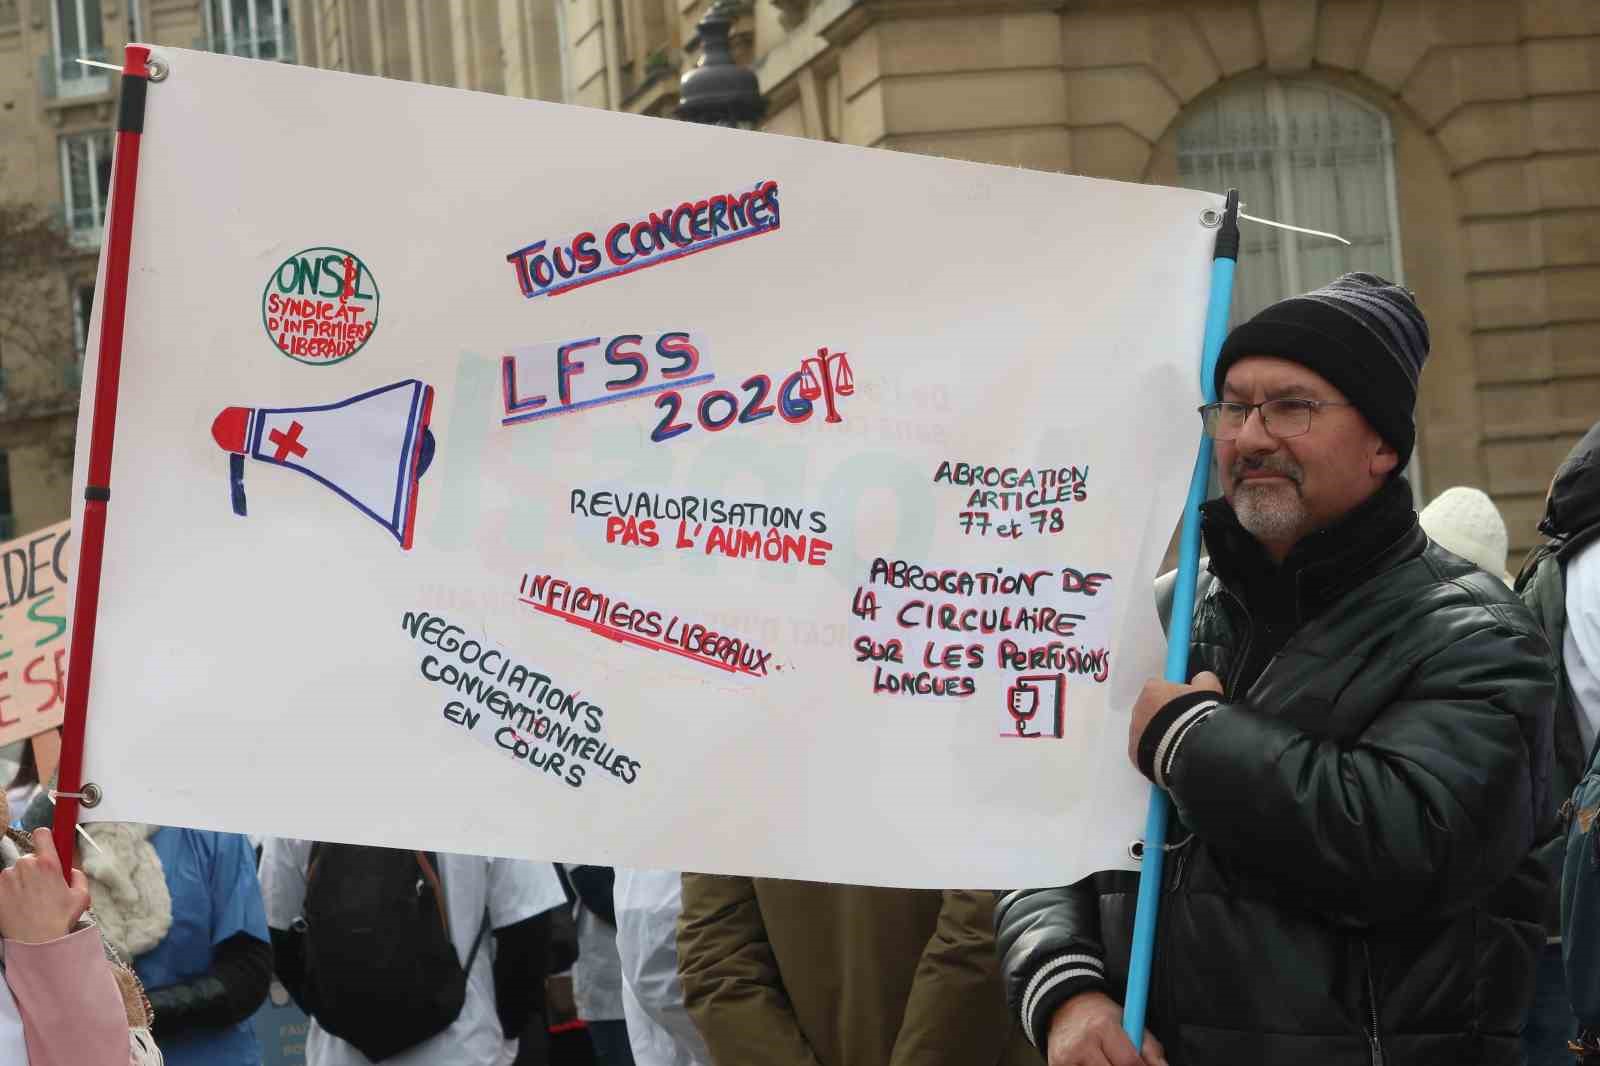 TOUS CONCERNÉS
ONSIL
SYNDICAT
D'INFIRMIERS
LIBERAUX
LFSS
2026
REVALORISATIONS
PAS L'AUMÔNE
INFIRMIERS LIBERAUX
NEGOCIATIONS
CONVENTIONNELLES
EN COURS
ABROGATION
ARTICLES
77 et 78
ABROGATION DE
LA CIRCULAIRE
SUR LES PERFUSIONS
LONGUES